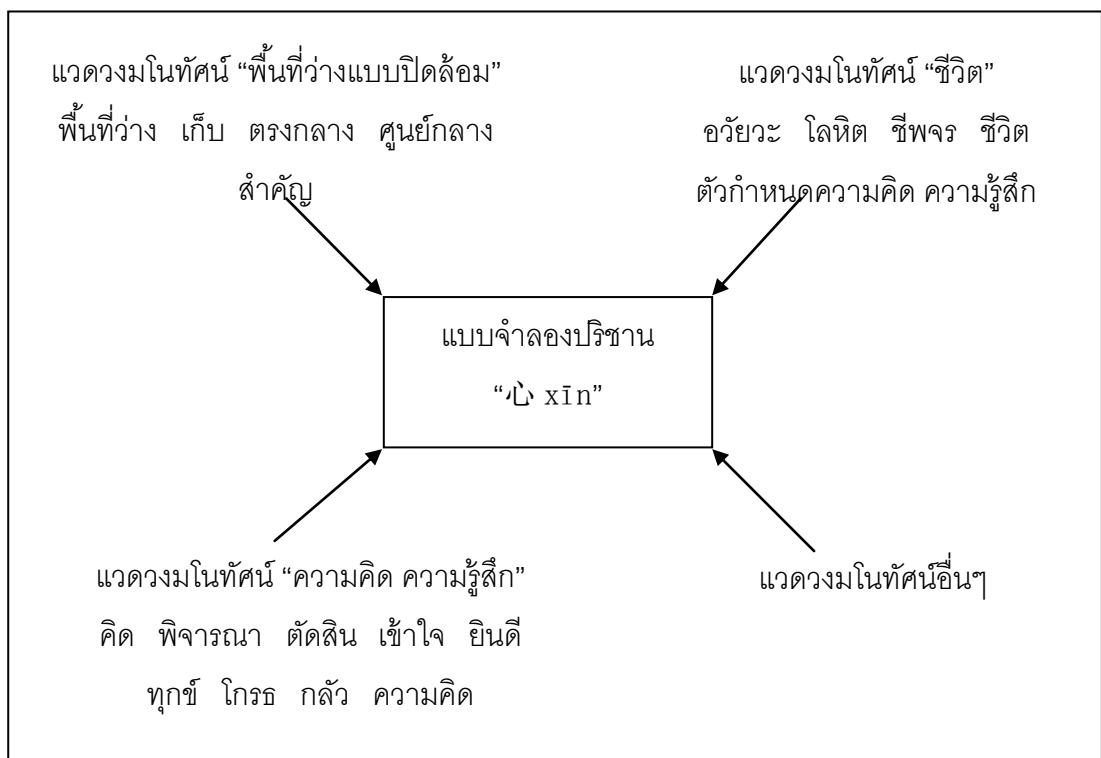 แวดวงมโนทัศน์ “พื้นที่ว่างแบบปิดล้อม”
พื้นที่ว่าง เก็บ ตรงกลาง ศูนย์กลาง
สำคัญ
แวดวงมโนทัศน์ “ชีวิต”
อวัยวะ โลหิต ชีพจร ชีวิต
ตัวกำหนดความคิด ความรู้สึก
แบบจำลองปริชาน
“心 xīn”
แวดวงมโนทัศน์ “ความคิด ความรู้สึก”
คิด พิจารณา ตัดสิน เข้าใจ ยินดี
ทุกข์ โกรธ กลัว ความคิด
แวดวงมโนทัศน์อื่นๆ